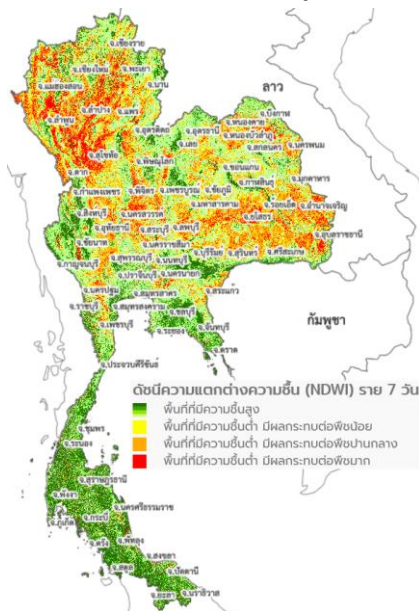 จ.เชียงราย
จ.เชียงใหม่
จ.พะเยา
จ.แม่ฮ่องสอน
จ.น่าน
ลาว
จ.ลำปาง
จ.แพร่
จ.ลำพูน
จ.บึงกาฬ
จ.หนองคาย
จ.อุตรดิตถ์
จ.เลย
จ.อุดรธานี
จ.หนองบัวลำภู
จ.สุโขทัย
จ.สกลนคร
จ.นครพนม
จ.ตาก
จ.พิษณุโลก
จ.ขอนแก่น
จ.กาฬสินธุ์
จ.มุกดาหาร
จ.กำแพงเพชร
จ.พิจิตร
จ.เพชรบูรณ์
จ.ชัยภูมิ
จ.มหาสารคาม
จ.ร้อยเอ็ด
จ.อำนาจเจริญ
จ.สิงห์บุรี
จ.นครสวรรค์
จ.ยโสธร
จ.อุทัยธานี
จ.สระบุรี
จ.ลพบุรี
จ.อุบลราชธานี
จ.ชัยนาท
จ.นครราชสีมา
จ.บุรีรัมย์
จ.สุรินทร์
จ.ศรีสะเกษ
จ.กาญจนบุรี
จ.สุพรรณบุรี
จ.นนทบุรี
จ.ปราจีนบุรี
จ.นครนายก
จ.นครปฐม
จ.สมุทรสาคร
จ.สระแก้ว
จ.ราชบุรี
จ.สมุทรสงคราม
จ.ชลบุรี
กัมพูชา
จ.เพชรบุรี
จ.ระยอง
จ.จันทบุรี
จ.ตราด
จ.ประจวบคีรีขันธ์
ดัชนีความแตกต่างความชื้น (NDWI) ราย 7 วัน
พื้นที่ที่มีความชื้นสูง
พื้นที่ที่มีความชื้นต่ำ มีผลกระทบต่อพืชน้อย
พื้นที่ที่มีความชื้นต่ำ มีผลกระทบต่อพืชปานกลาง
พื้นที่ที่มีความชื้นต่ำ มีผลกระทบต่อพืชมาก
จ.ชุมพร
จ.ระนอง
จ.สุราษฎร์ธานี
จ.พังงา
จ.นครศรีธรรมราช
จ.กระบี่
จ.ภูเก็ต
จ.ตรัง
จ.พัทลุง
จ.สงขลา
จ.สตูล
จ.ปัตตานี
จ.ยะลา
จ.นราธิวาส